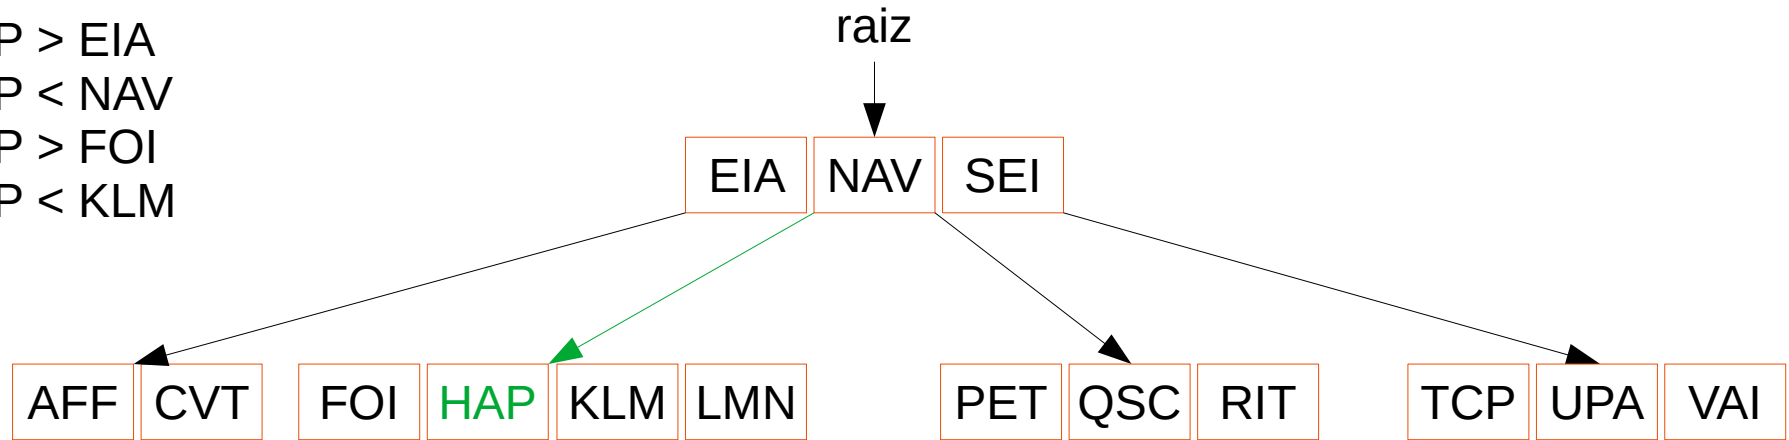 P > EIA
P < NAV
P > FOI
P < KLM
raiz
EIA NAV SEI
AFF CVT FOI HAP KLM LMN PET QSC RIT TCP UPA VAI